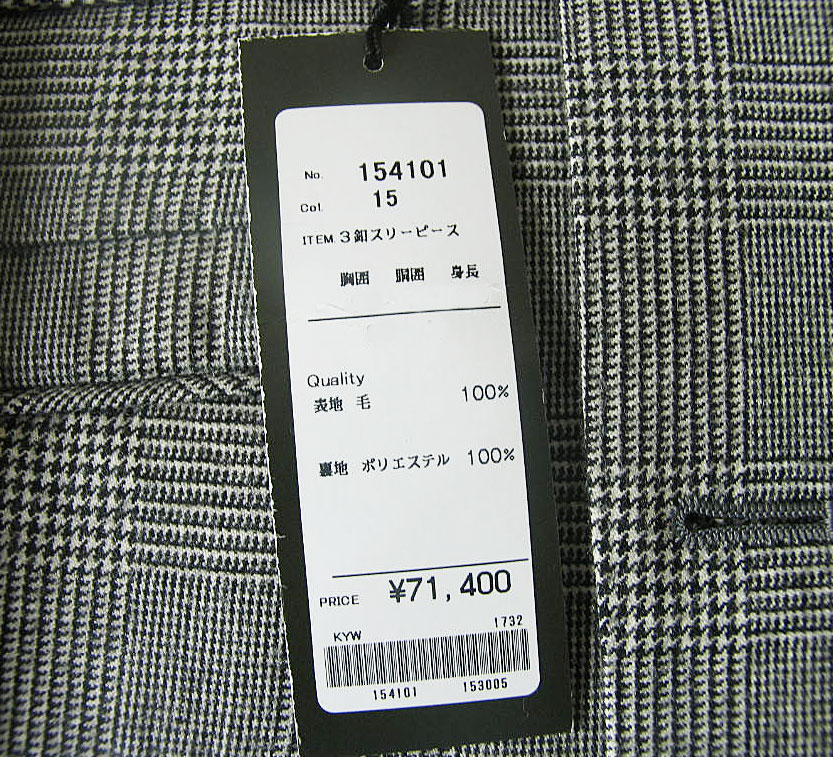 No. 154101
Col. 15
ITEM 3釦スリーピース
胸囲 胴囲 身長
Quality
表地 毛 100%
裏地 ポリエステル 100%
PRICE ¥71,400
KYW 1732
154101 153005